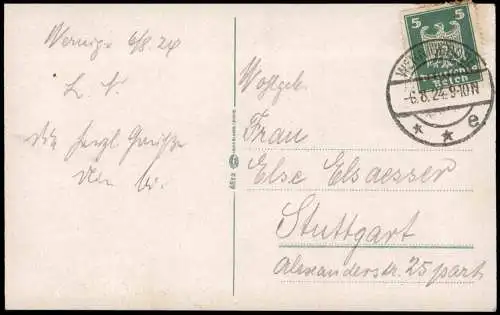 Wernig. 6/8.24
L. V.
Die herzl. Grüße
Dein
Wohlgeb.
Frau
Else Elsaesser
Stuttgart
Alexanderstr. 25 part.
5 5
Deutsches
Reich
-6.8.24.9-10 N
* * e